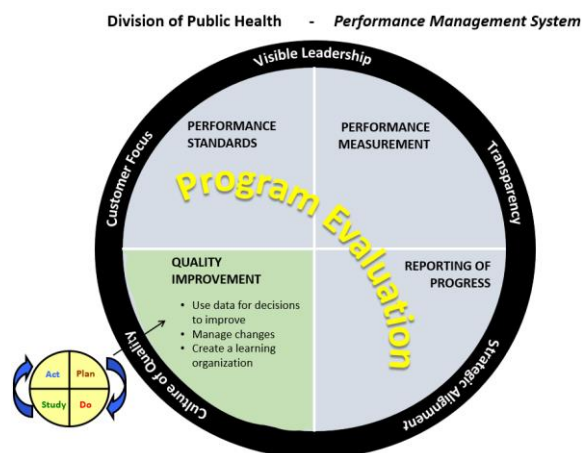 Division of Public Health - Performance Management System
Visible Leadership
Customer Focus
Transparency
PERFORMANCE
STANDARDS
PERFORMANCE
MEASUREMENT
Program Evaluation
QUALITY
IMPROVEMENT
• Use data for decisions
to improve
• Manage changes
• Create a learning
organization
REPORTING OF
PROGRESS
Culture of Quality
Strategic Alignment
Act
Plan
Study
Do